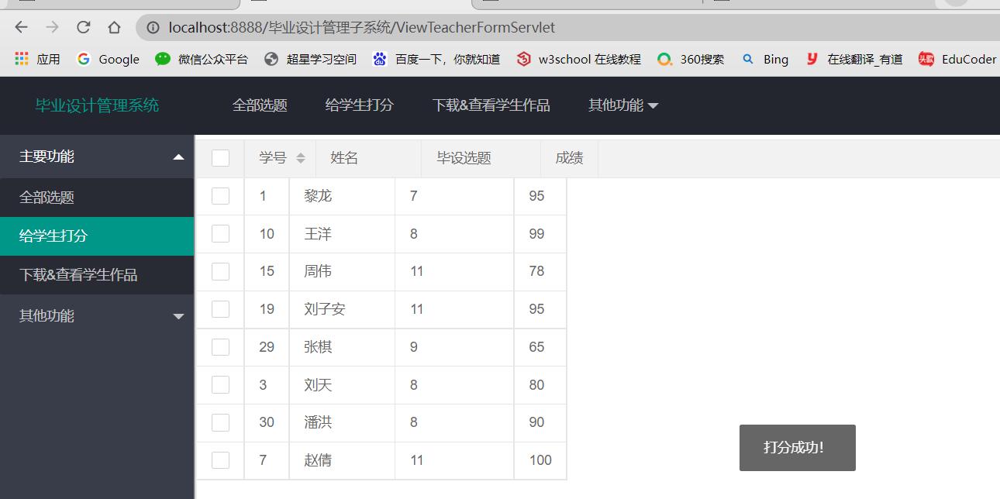 localhost:8888/毕业设计管理子系统/ViewTeacherFormServlet
应用 Google 微信公众平台 超星学习空间 百度一下，你就知道 w3school 在线教程 360搜索 Bing 在线翻译_有道 EduCoder
毕业设计管理系统 全部选题 给学生打分 下载&查看学生作品 其他功能
主要功能
全部选题
给学生打分
下载&查看学生作品
其他功能
学号 姓名 毕设选题 成绩
1 黎龙 7 95
10 王洋 8 99
15 周伟 11 78
19 刘子安 11 95
29 张棋 9 65
3 刘天 8 80
30 潘洪 8 90
7 赵倩 11 100
打分成功！